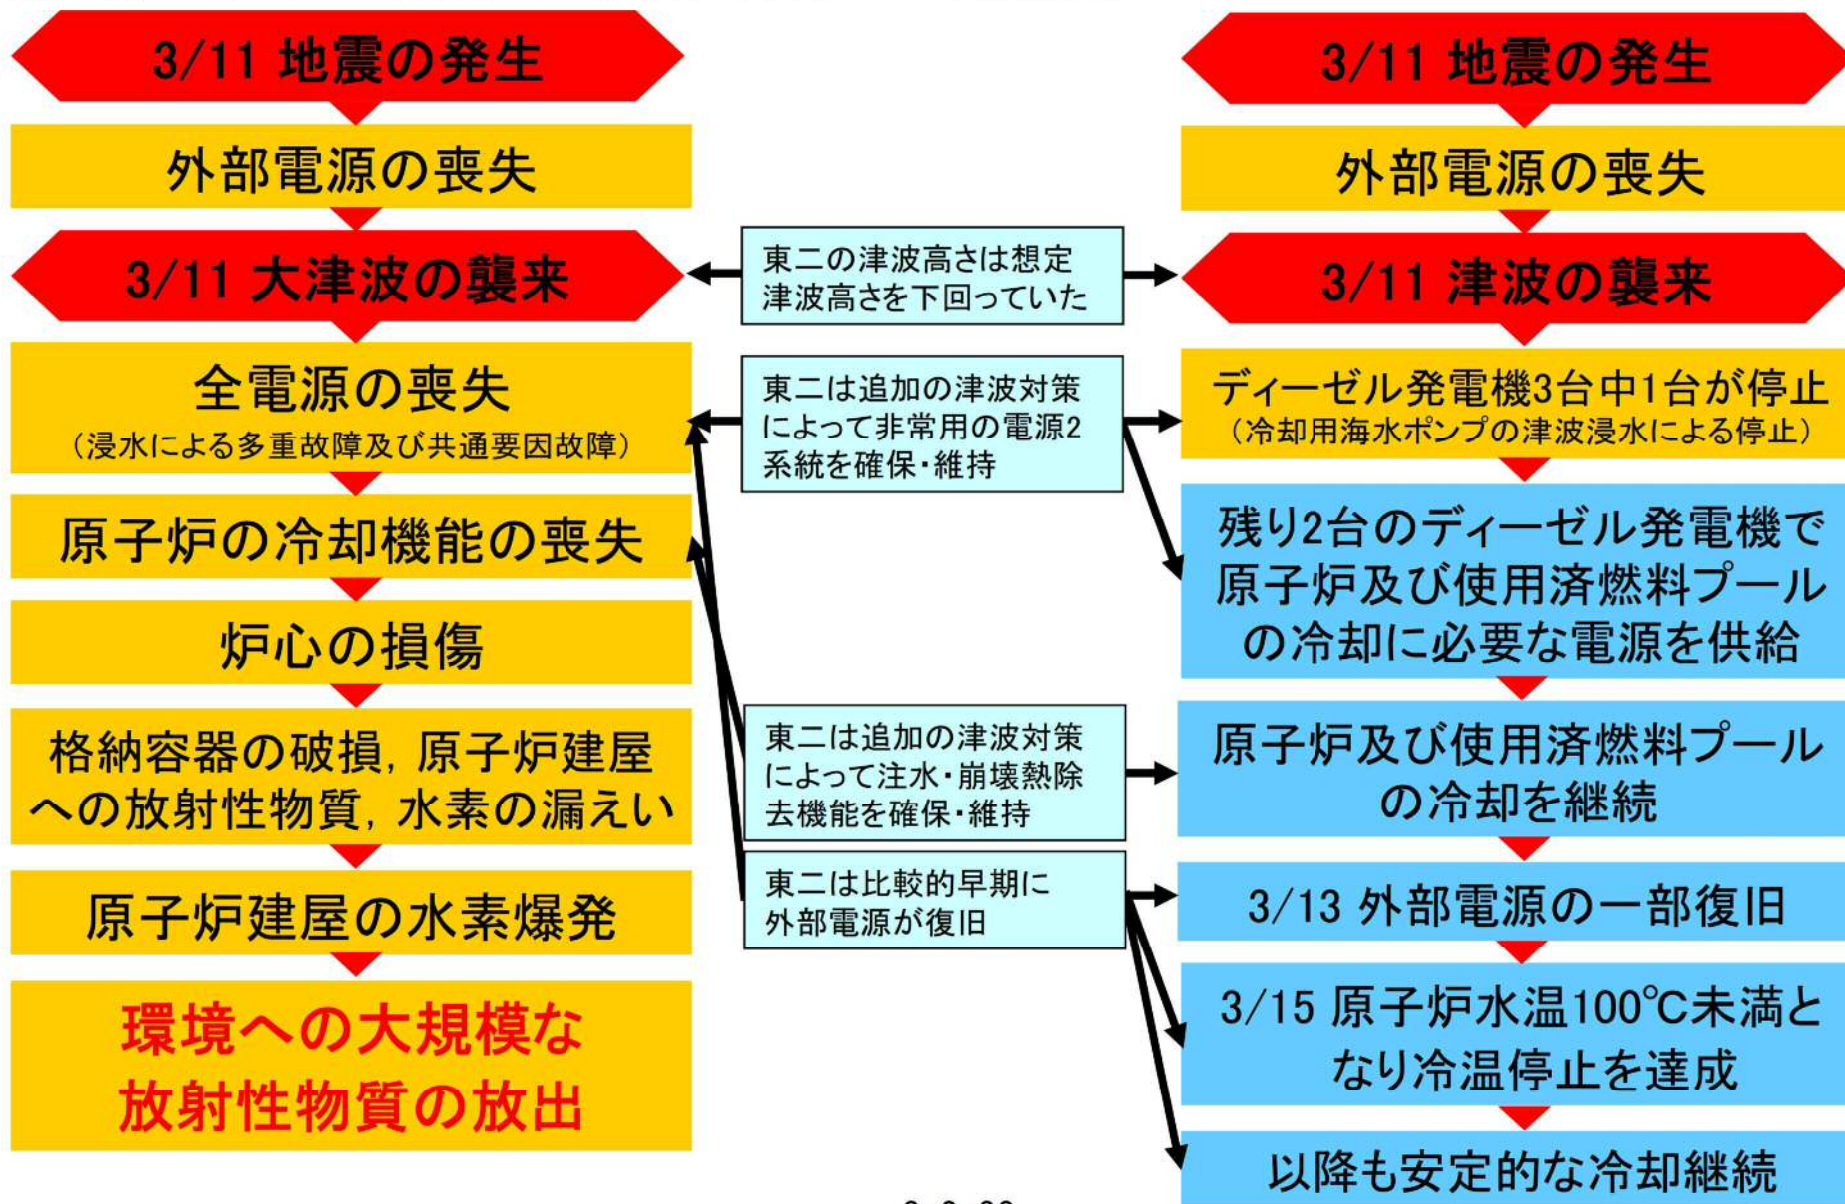 3/11 地震の発生
外部電源の喪失
3/11 大津波の襲来
全電源の喪失
（浸水による多重故障及び共通要因故障）
原子炉の冷却機能の喪失
炉心の損傷
格納容器の破損，原子炉建屋
への放射性物質，水素の漏えい
原子炉建屋の水素爆発
環境への大規模な
放射性物質の放出
東二の津波高さは想定
津波高さを下回っていた
東二は追加の津波対策
によって非常用の電源2
系統を確保・維持
東二は追加の津波対策
によって注水・崩壊熱除
去機能を確保・維持
東二は比較的早期に
外部電源が復旧
3/11 地震の発生
外部電源の喪失
3/11 津波の襲来
ディーゼル発電機3台中1台が停止
（冷却用海水ポンプの津波浸水による停止）
残り2台のディーゼル発電機で
原子炉及び使用済燃料プール
の冷却に必要な電源を供給
原子炉及び使用済燃料プール
の冷却を継続
3/13 外部電源の一部復旧
3/15 原子炉水温100℃未満と
なり冷温停止を達成
以降も安定的な冷却継続